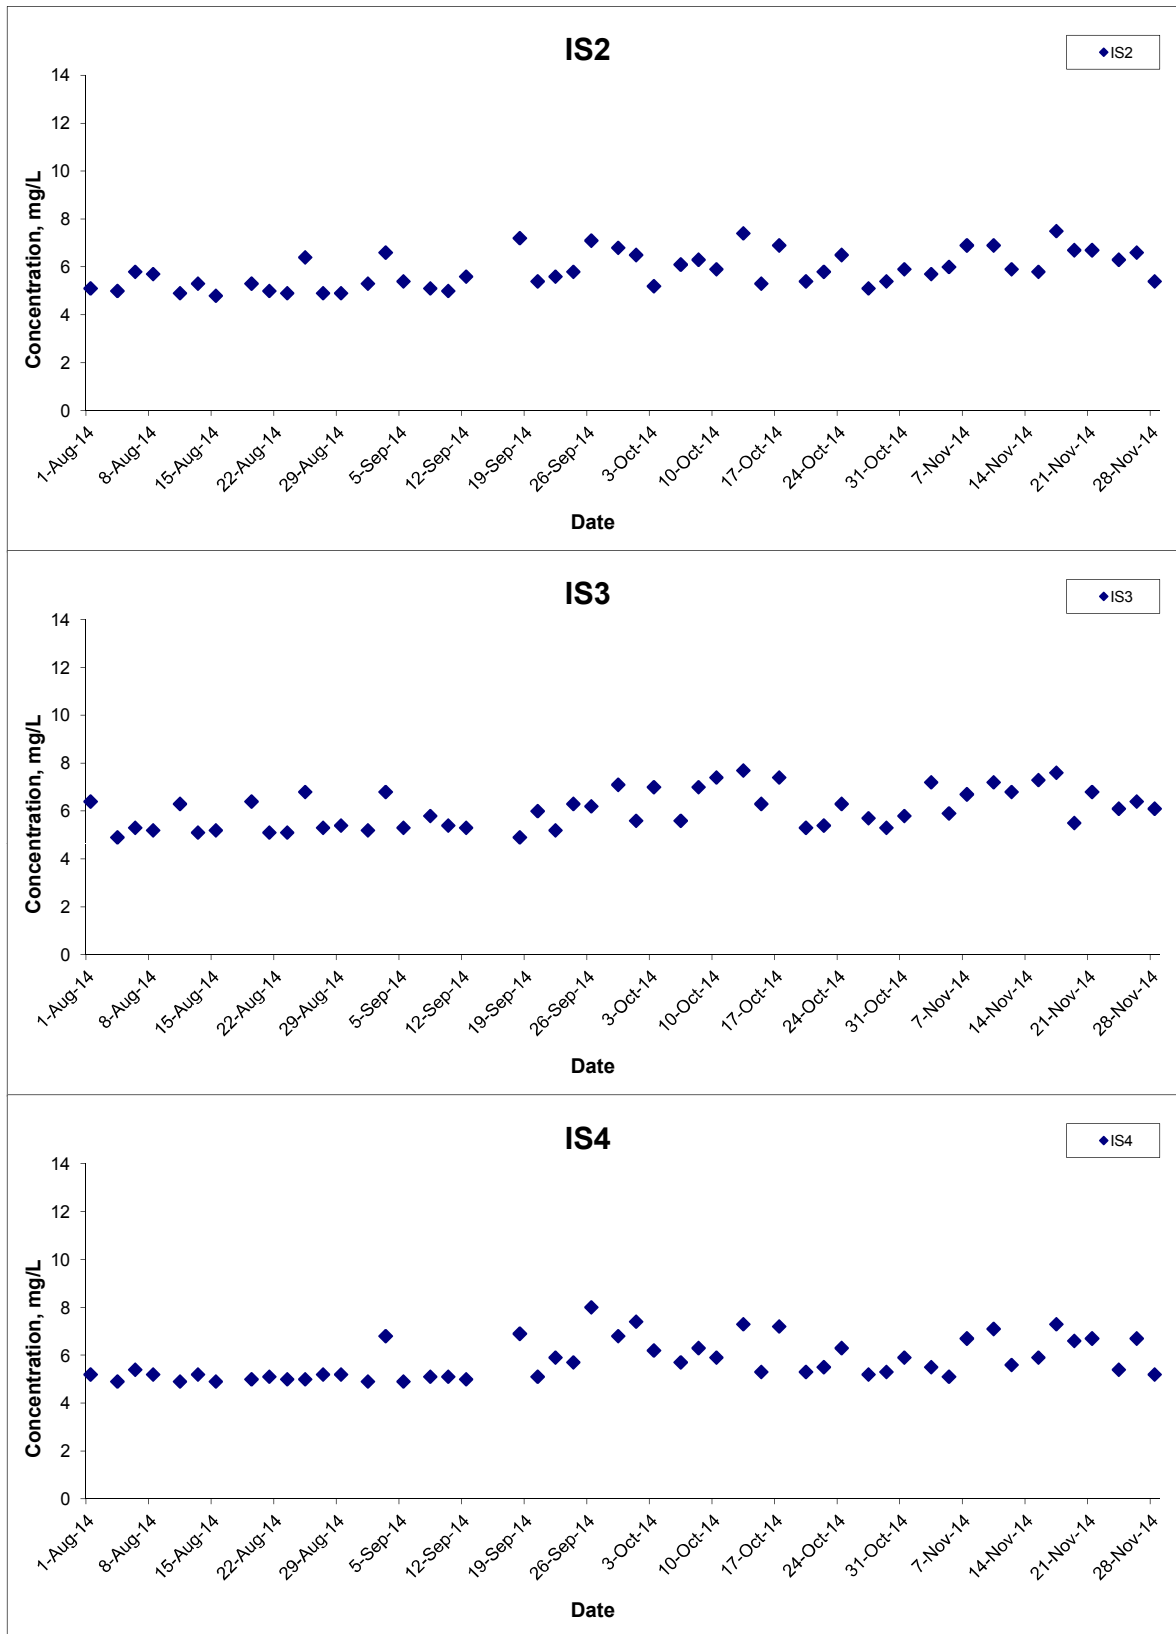 IS2
IS2
14
12
10
8
6
4
2
0
Concentration, mg/L
1-Aug-14
8-Aug-14
15-Aug-14
22-Aug-14
29-Aug-14
5-Sep-14
12-Sep-14
19-Sep-14
26-Sep-14
3-Oct-14
10-Oct-14
17-Oct-14
24-Oct-14
31-Oct-14
7-Nov-14
14-Nov-14
21-Nov-14
28-Nov-14
Date
IS3
IS3
14
12
10
8
6
4
2
0
Concentration, mg/L
1-Aug-14
8-Aug-14
15-Aug-14
22-Aug-14
29-Aug-14
5-Sep-14
12-Sep-14
19-Sep-14
26-Sep-14
3-Oct-14
10-Oct-14
17-Oct-14
24-Oct-14
31-Oct-14
7-Nov-14
14-Nov-14
21-Nov-14
28-Nov-14
Date
IS4
IS4
14
12
10
8
6
4
2
0
Concentration, mg/L
1-Aug-14
8-Aug-14
15-Aug-14
22-Aug-14
29-Aug-14
5-Sep-14
12-Sep-14
19-Sep-14
26-Sep-14
3-Oct-14
10-Oct-14
17-Oct-14
24-Oct-14
31-Oct-14
7-Nov-14
14-Nov-14
21-Nov-14
28-Nov-14
Date